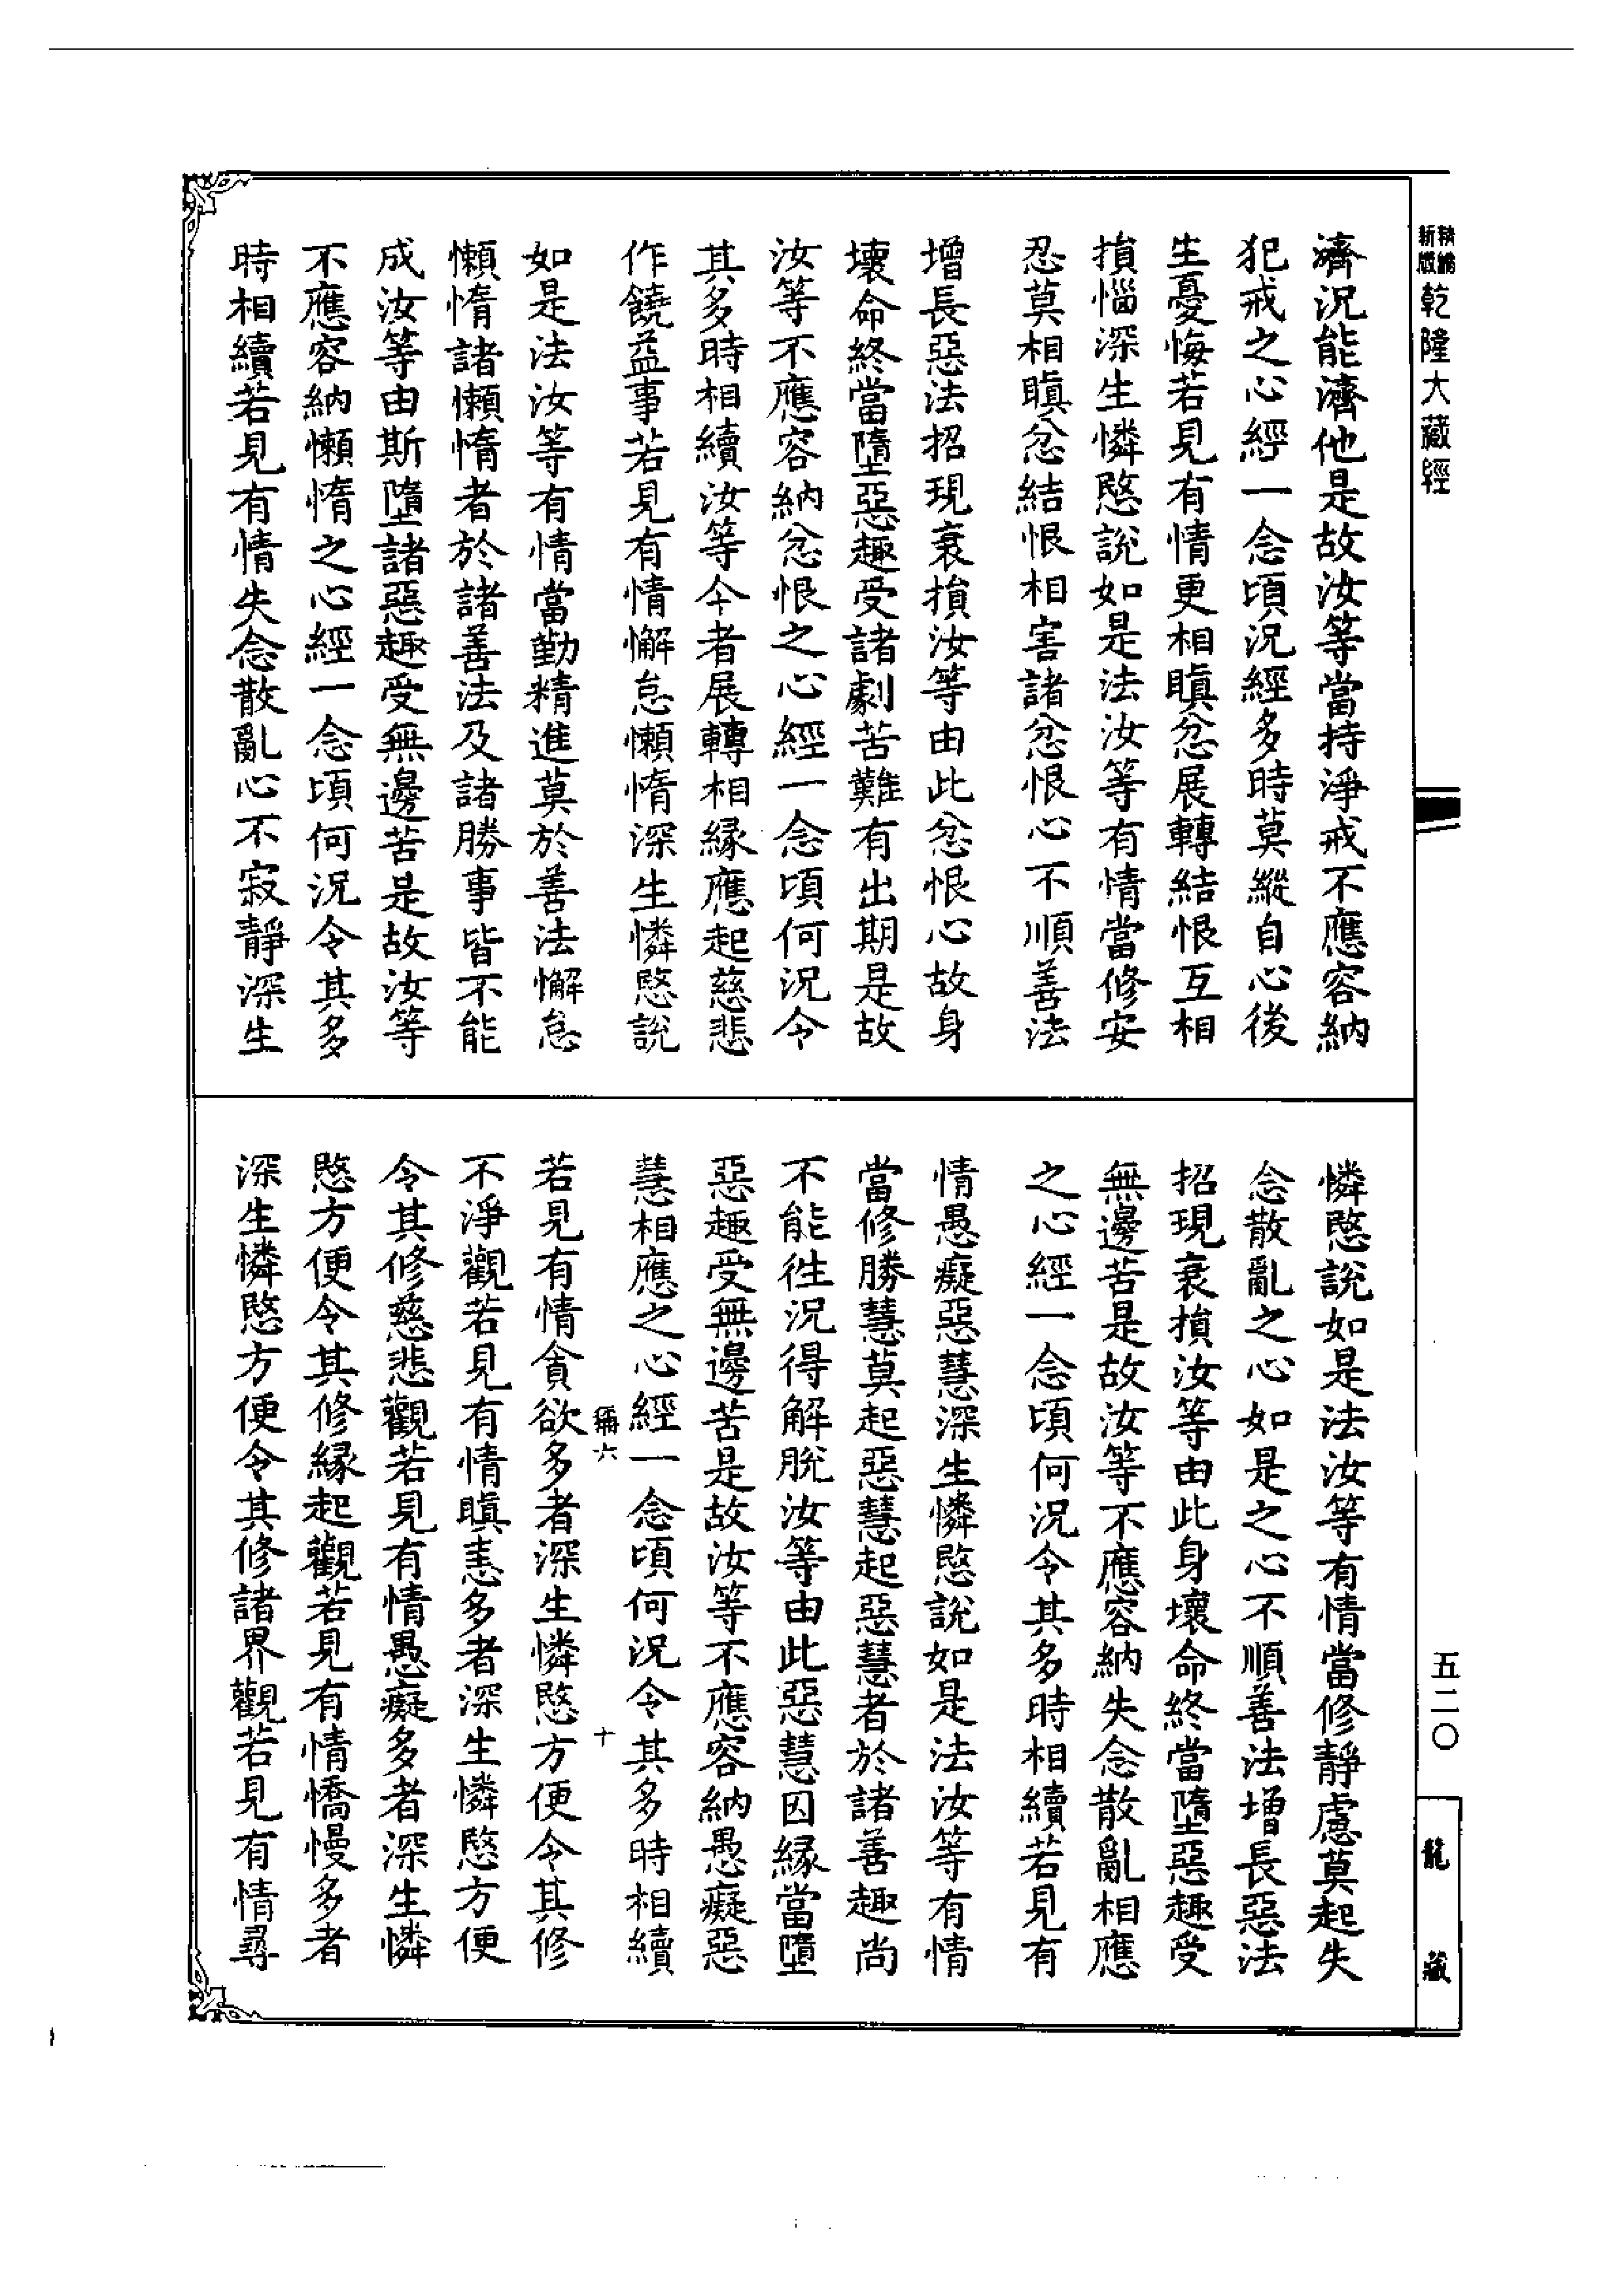 新編
新版
乾隆大藏經
濟況能濟他是故汝等當持淨戒不應容納
犯戒之心經一念頃況經多時莫縱自心後
生憂悔若見有情更相瞋忿展轉結恨互相
損惱深生憐愍說如是法汝等有情當修安
忍莫相瞋忿結恨相害諸忿恨心不順善法
增長惡法招現衰損汝等由此忿恨心故身
壞命終當墮惡趣受諸劇苦難有出期是故
汝等不應容納忿恨之心經一念頃何況令
其多時相續汝等今者展轉相緣應起慈悲
作饒益事若見有情懈怠懶惰深生憐愍說
如是法汝等有情當勤精進莫於善法懈怠
懶惰諸懶惰者於諸善法及諸勝事皆不能
成汝等由斯墮諸惡趣受無邊苦是故汝等
不應容納懶惰之心經一念頃何況令其多
時相續若見有情失念散亂心不寂靜深生
憐愍說如是法汝等有情當修靜慮莫起失
念散亂之心如是之心不順善法增長惡法
招現衰損汝等由此身壞命終當墮惡趣受
無邊苦是故汝等不應容納失念散亂相應
之心經一念頃何況令其多時相續若見有
情愚癡惡慧深生憐愍說如是法汝等有情
當修勝慧莫起惡慧起惡慧者於諸善趣尚
不能往況得解脫汝等由此惡慧因緣當墮
惡趣受無邊苦是故汝等不應容納愚癡惡
慧相應之心經一念頃何況令其多時相續
稱六
十
若見有情貪欲多者深生憐愍方便令其修
不淨觀若見有情瞋恚多者深生憐愍方便
令其修慈悲觀若見有情愚癡多者深生憐
愍方便令其修緣起觀若見有情憍慢多者
深生憐愍方便令其修諸界觀若見有情尋
五二〇
龍藏